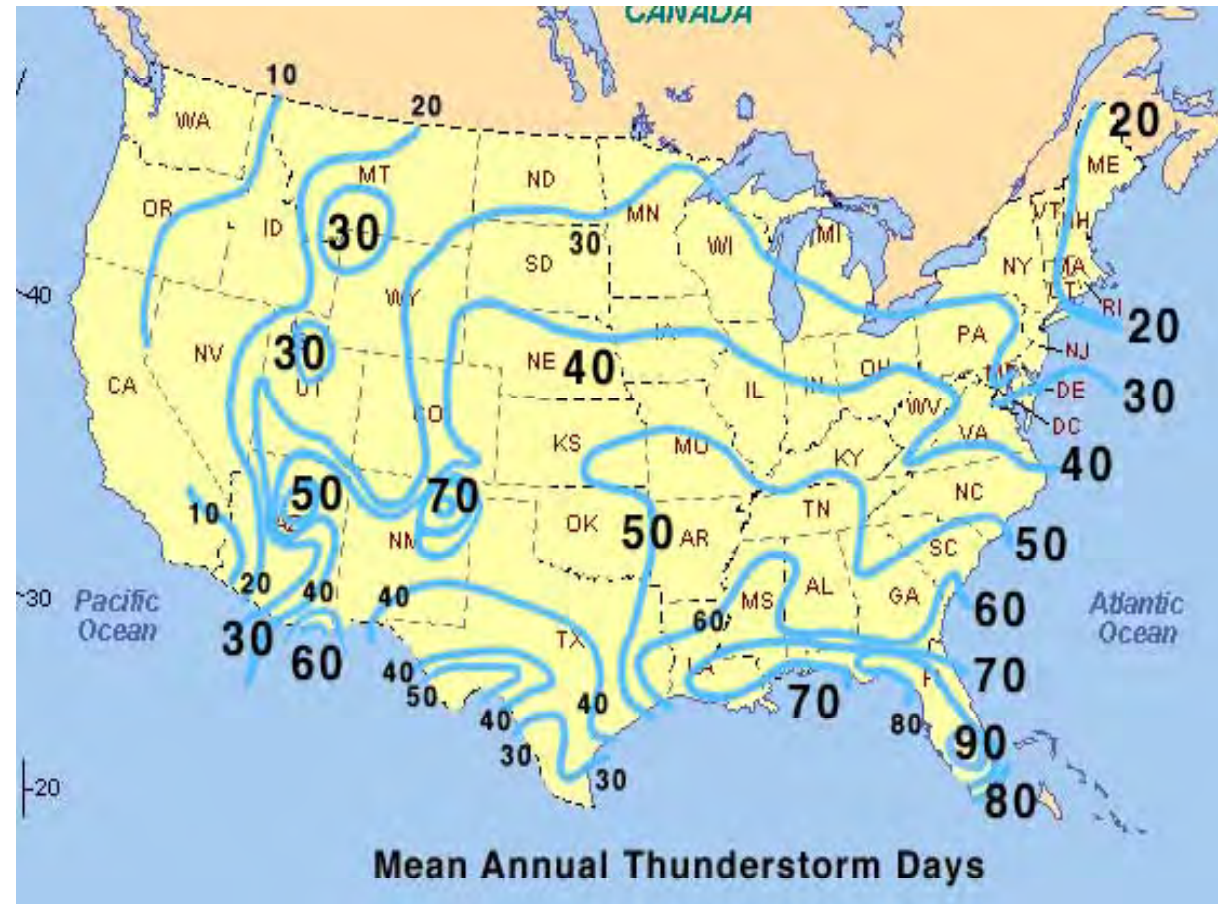 CANADA
10
20
20
WA
MT
ND
ME
OR
ID
30
MN
VT
NH
30
WI
MI
SD
NY
MA
WY
40
RI
20
IA
PA
NV
30
NE
40
NJ
OH
UT
CA
IL
IN
DE
30
CO
WV
DC
KS
MO
VA
KY
40
50
70
NC
10
TN
OK
50
AR
NM
SC
50
20
40
40
MS
AL
GA
30
Pacific
Ocean
60
60
Atlantic
Ocean
30
TX
60
LA
40
70
50
70
40
40
80
30
90
30
20
80
Mean Annual Thunderstorm Days